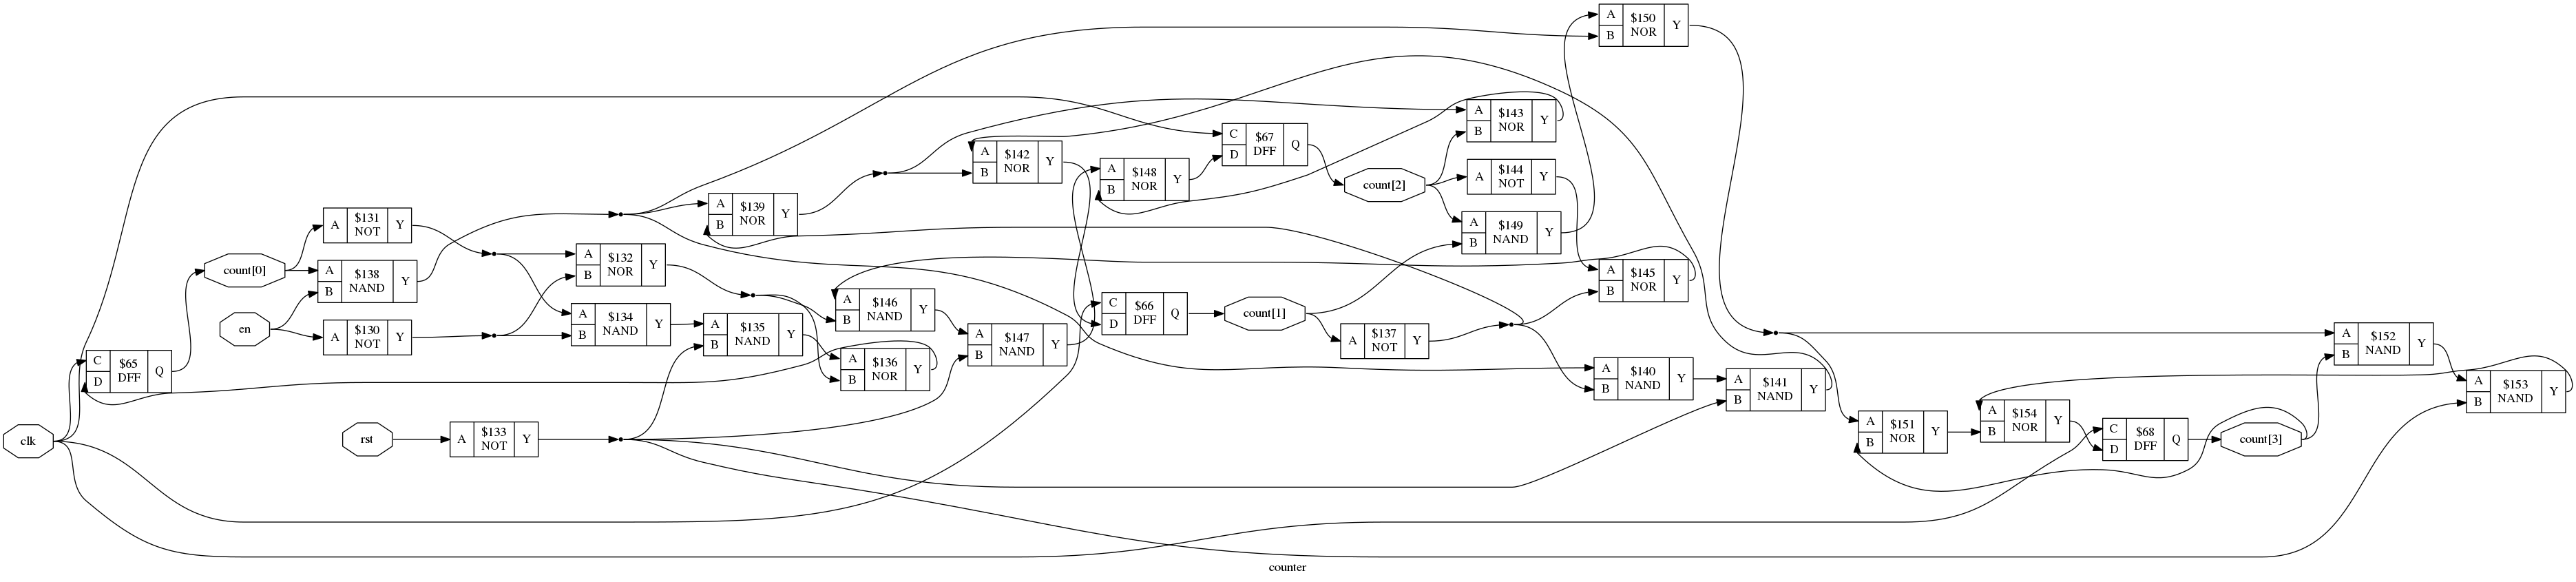 A
B
$150
NOR
Y
A
B
$143
NOR
Y
C
D
$67
DFF
Q
A
B
$142
NOR
Y
A
B
$148
NOR
Y
A
$144
NOT
Y
count[2]
A
B
$139
NOR
Y
A
$131
NOT
Y
A
B
$149
NAND
Y
count[0]
A
B
$132
NOR
Y
A
B
$138
NAND
Y
A
B
$145
NOR
Y
A
B
$146
NAND
Y
C
D
$66
DFF
Q
count[1]
en
A
$130
NOT
Y
A
B
$134
NAND
Y
A
B
$135
NAND
Y
A
B
$147
NAND
Y
A
$137
NOT
Y
A
B
$152
NAND
Y
C
D
$65
DFF
Q
A
B
$136
NOR
Y
A
B
$140
NAND
Y
A
B
$141
NAND
Y
A
B
$153
NAND
Y
clk
rst
A
$133
NOT
Y
A
B
$151
NOR
Y
A
B
$154
NOR
Y
C
D
$68
DFF
Q
count[3]
counter